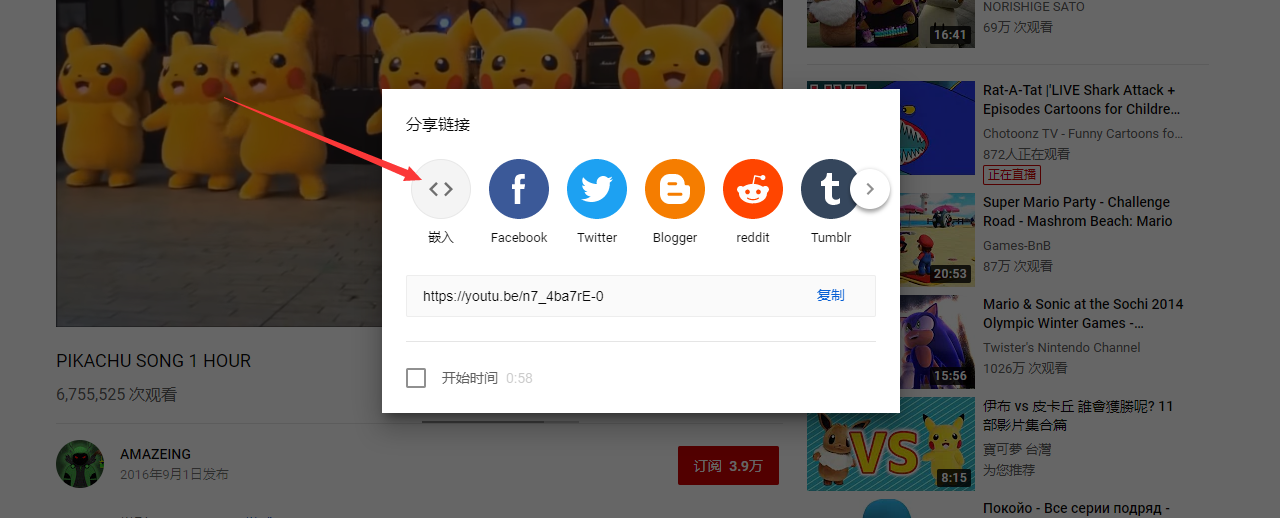 分享链接
嵌入
Facebook
Twitter
Blogger
reddit
Tumblr
https://youtu.be/n7_4ba7rE-0
复制
开始时间 0:58
PIKACHU SONG 1 HOUR
6,755,525 次观看
AMAZEING
2016年9月1日发布
订阅 3.9万
NORISHIGE SATO
69万 次观看
16:41
Rat-A-Tat |'LIVE Shark Attack +
Episodes Cartoons for Childre…
Chotoonz TV - Funny Cartoons fo…
872人正在观看
正在直播
Super Mario Party - Challenge
Road - Mashrom Beach: Mario
Games-BnB
87万 次观看
20:53
Mario & Sonic at the Sochi 2014
Olympic Winter Games -…
Twister's Nintendo Channel
1026万 次观看
15:56
伊布 vs 皮卡丘 誰會獲勝呢? 11
部影片集合篇
寶可夢 台灣
为您推荐
VS
8:15
Покойо - Все серии подряд -